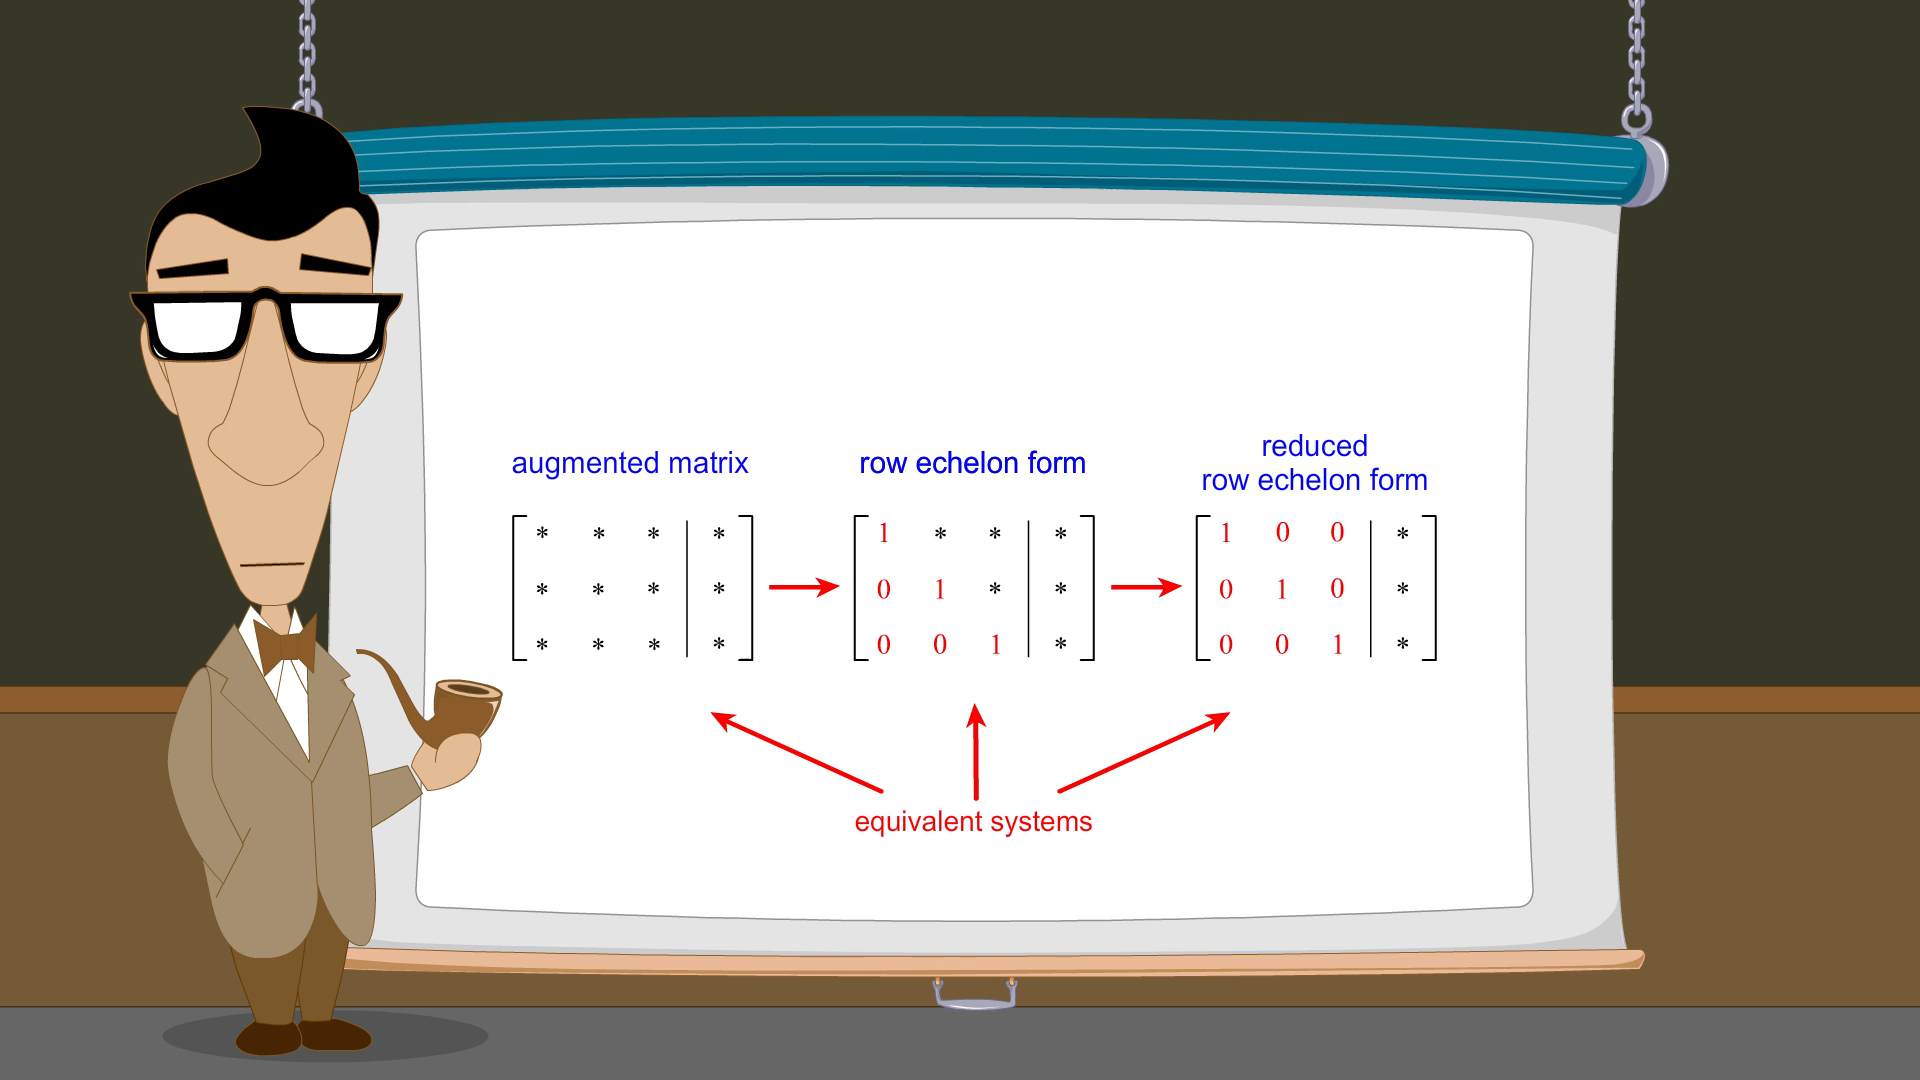 augmented matrix
row echelon form
reduced
row echelon form
[ * * * | * ]
[ * * * | * ]
[ * * * | * ]
[ 1 * * | * ]
[ 0 1 * | * ]
[ 0 0 1 | * ]
[ 1 0 0 | * ]
[ 0 1 0 | * ]
[ 0 0 1 | * ]
equivalent systems